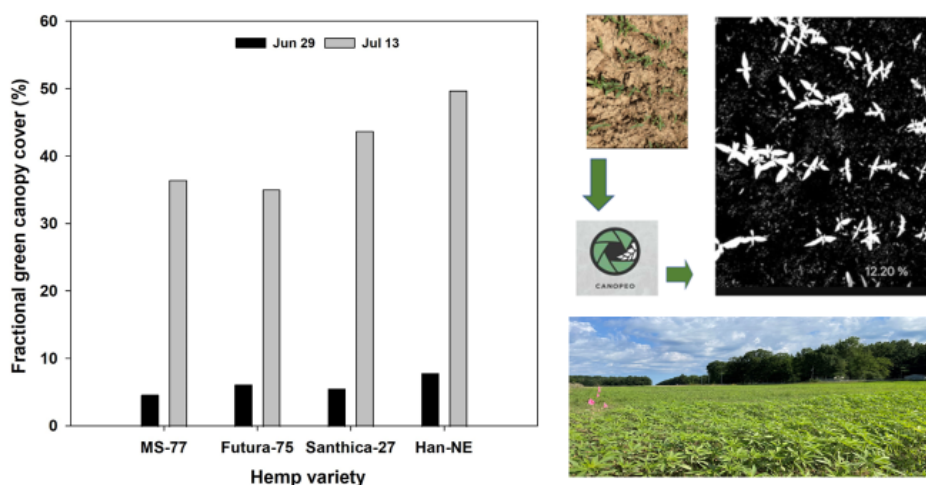 Fractional green canopy cover (%)
60
50
40
30
20
10
0
Jun 29
Jul 13
MS-77
Futura-75
Santhica-27
Han-NE
Hemp variety
CANOPEO
12.20 %